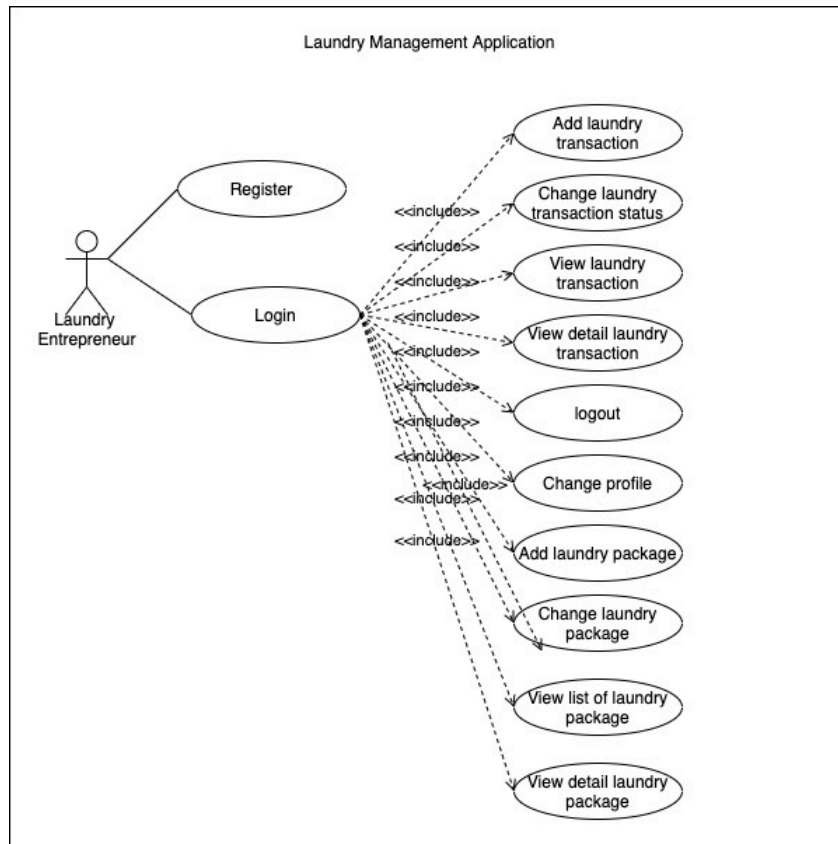 Laundry Management Application
Add laundry
transaction
Register
Change laundry
transaction status
<<include>>
<<include>>
View laundry
transaction
<<include>>
Laundry
Entrepreneur
Login
<<include>>
View detail laundry
transaction
<<include>>
<<include>>
logout
<<include>>
<<include>>
<<include>>
Change profile
<<include>>
<<include>>
Add laundry package
Change laundry
package
View list of laundry
package
View detail laundry
package